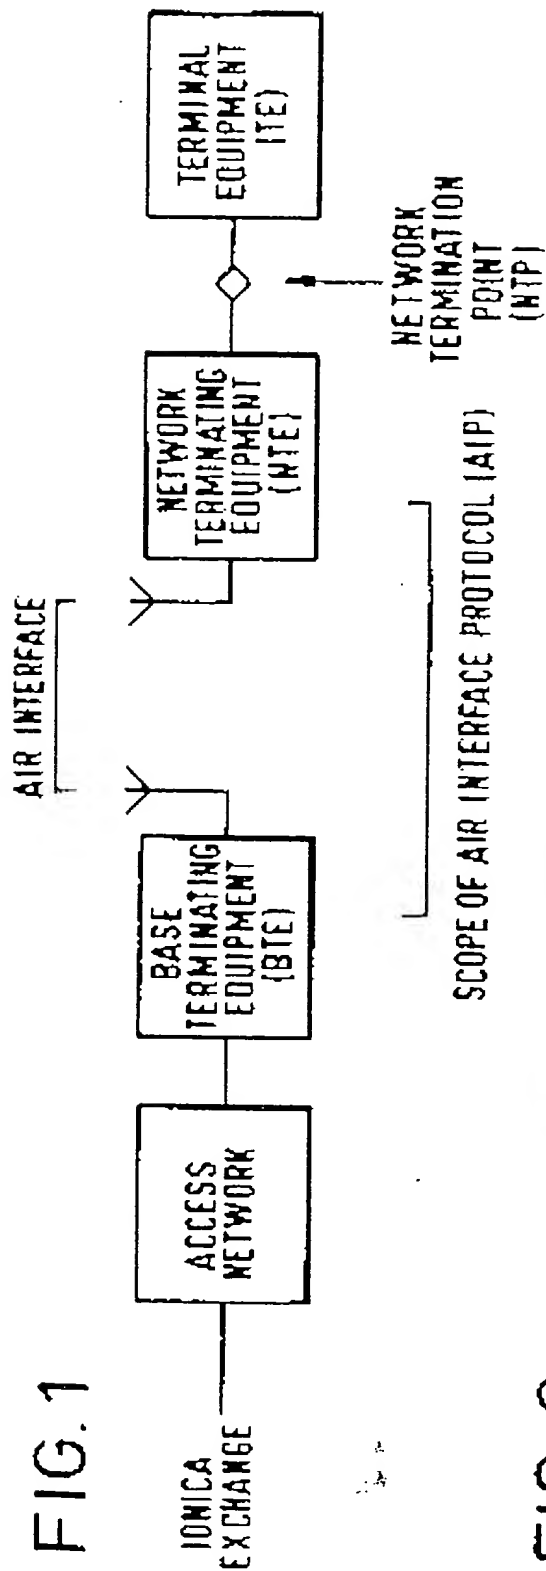 FIG. 1
AIR INTERFACE
IONICA
EXCHANGE
ACCESS
NETWORK
BASE
TERMINATING
EQUIPMENT
(BTE)
NETWORK
TERMINATING
EQUIPMENT
(NTE)
TERMINAL
EQUIPMENT
(TE)
NETWORK
TERMINATION
POINT
(NTP)
SCOPE OF AIR INTERFACE PROTOCOL (AIP)